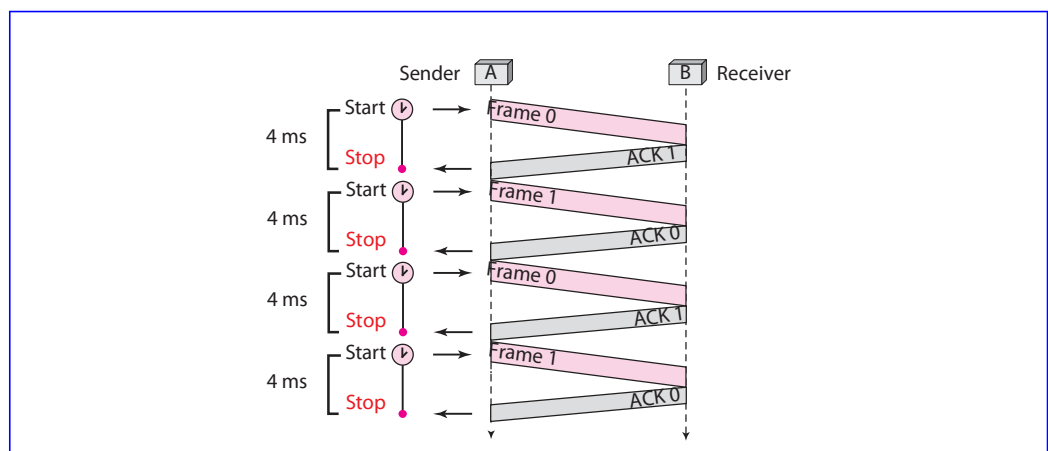 Sender A B Receiver
Start Frame 0
4 ms
Stop ACK 1
Start Frame 1
4 ms
Stop ACK 0
Start Frame 0
4 ms
Stop ACK 1
Start Frame 1
4 ms
Stop ACK 0